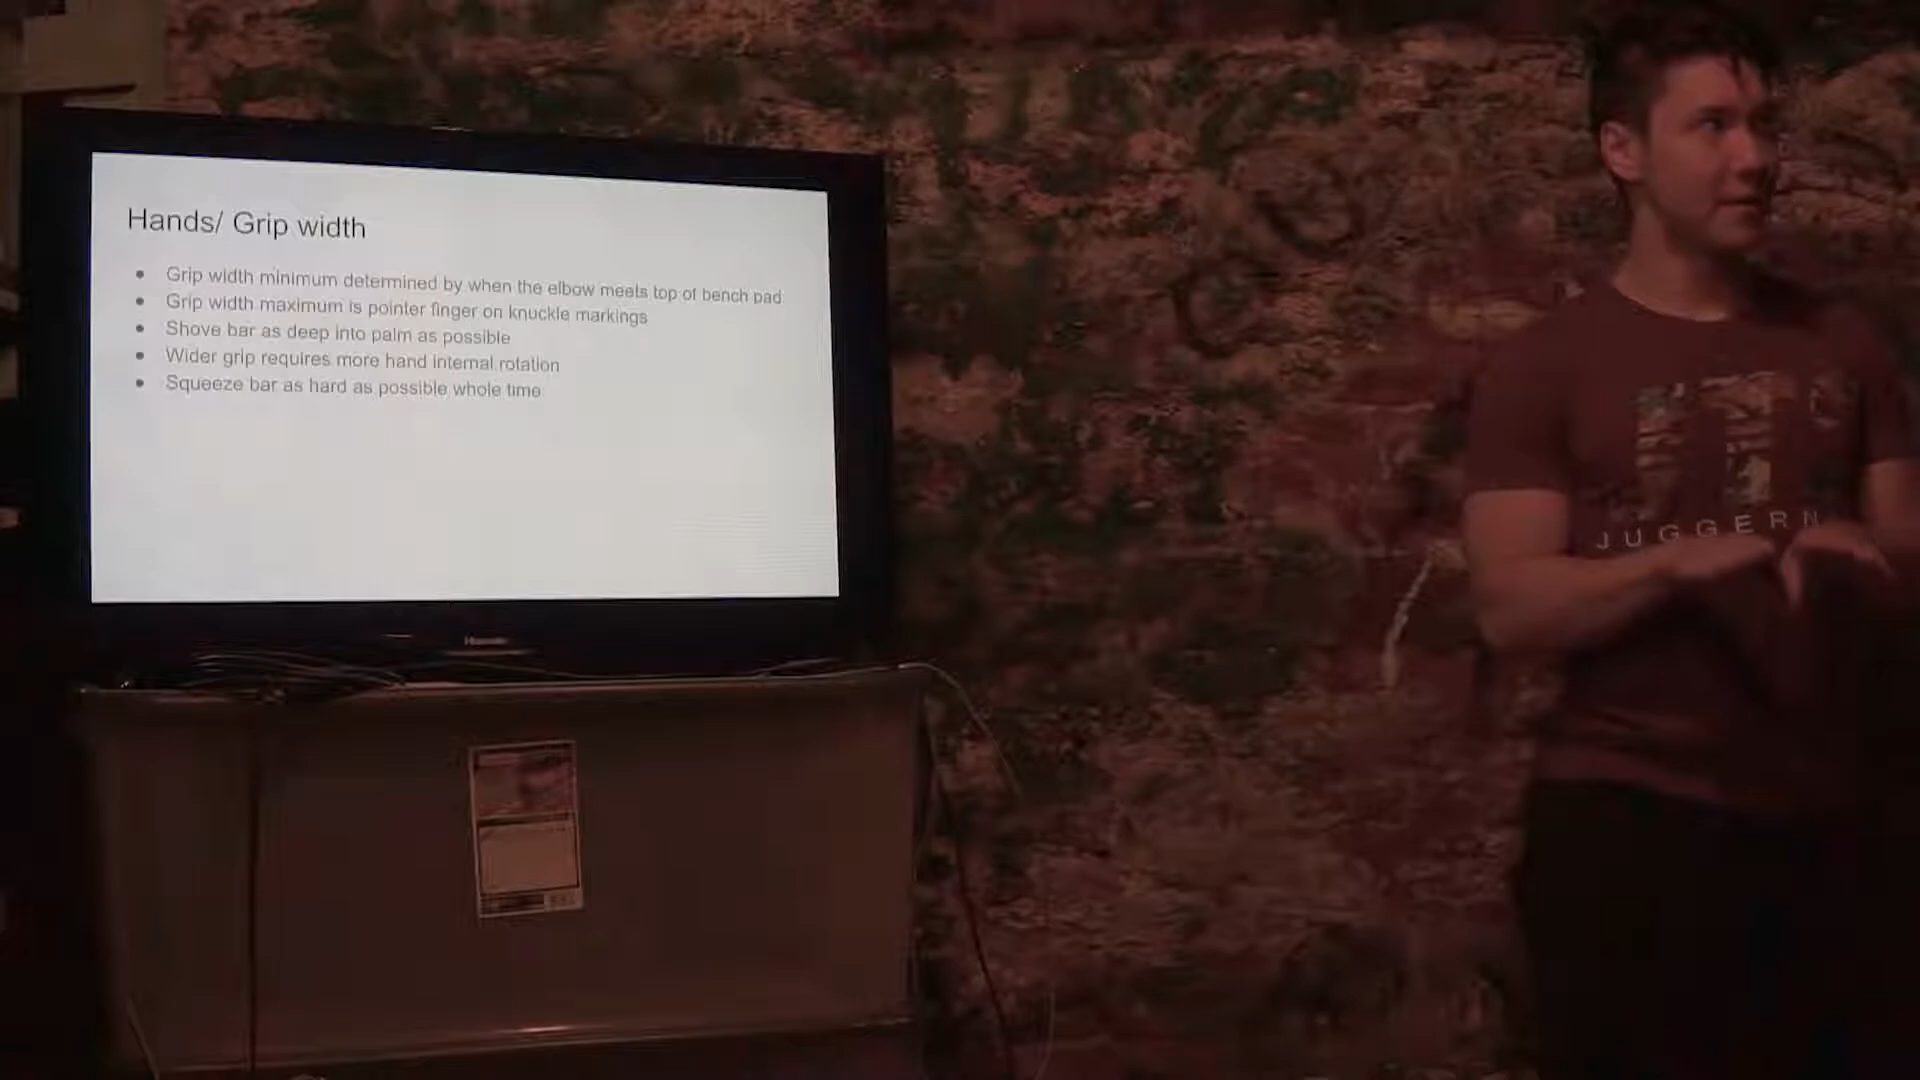 Hands/ Grip width
Grip width minimum determined by when the elbow meets top of bench pad
Grip width maximum is pointer finger on knuckle markings
Shove bar as deep into palm as possible
Wider grip requires more hand internal rotation
Squeeze bar as hard as possible whole time
JUGGERN